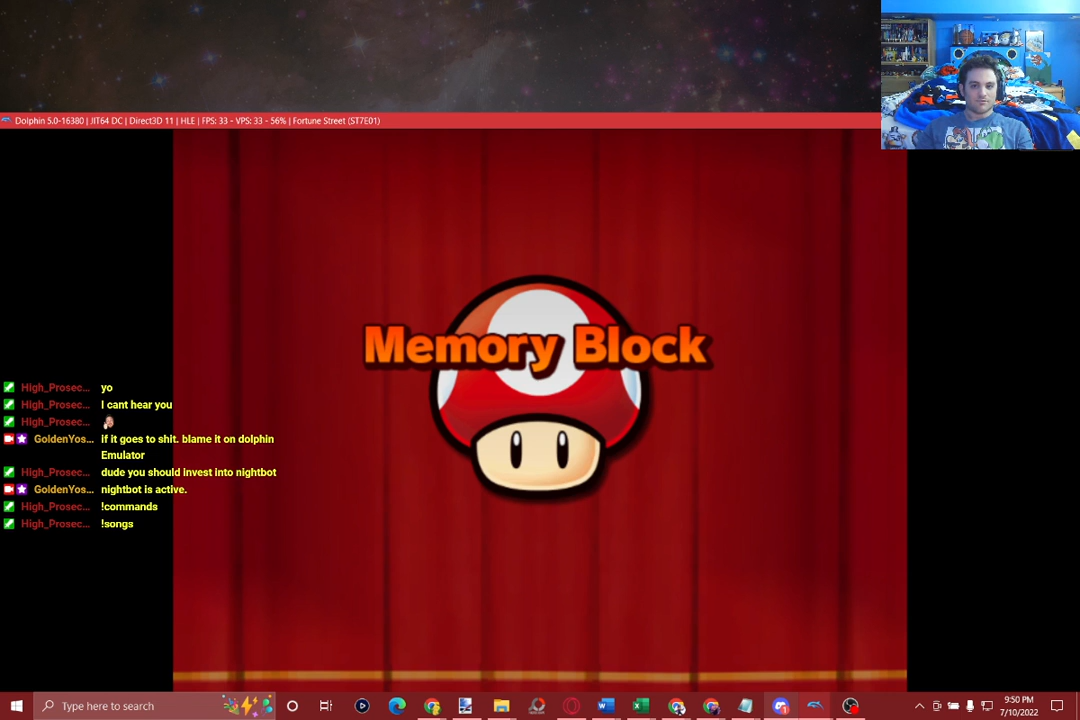 Dolphin 5.0-16380 | JIT64 DC | Direct3D 11 | HLE | FPS: 33 - VPS: 33 - 56% | Fortune Street (ST7E01)
Memory Block
High_Prosec... yo
High_Prosec... I cant hear you
High_Prosec...
GoldenYos... if it goes to shit. blame it on dolphin
Emulator
High_Prosec... dude you should invest into nightbot
GoldenYos... nightbot is active.
High_Prosec... !commands
High_Prosec... !songs
Type here to search
9:50 PM
7/10/2022